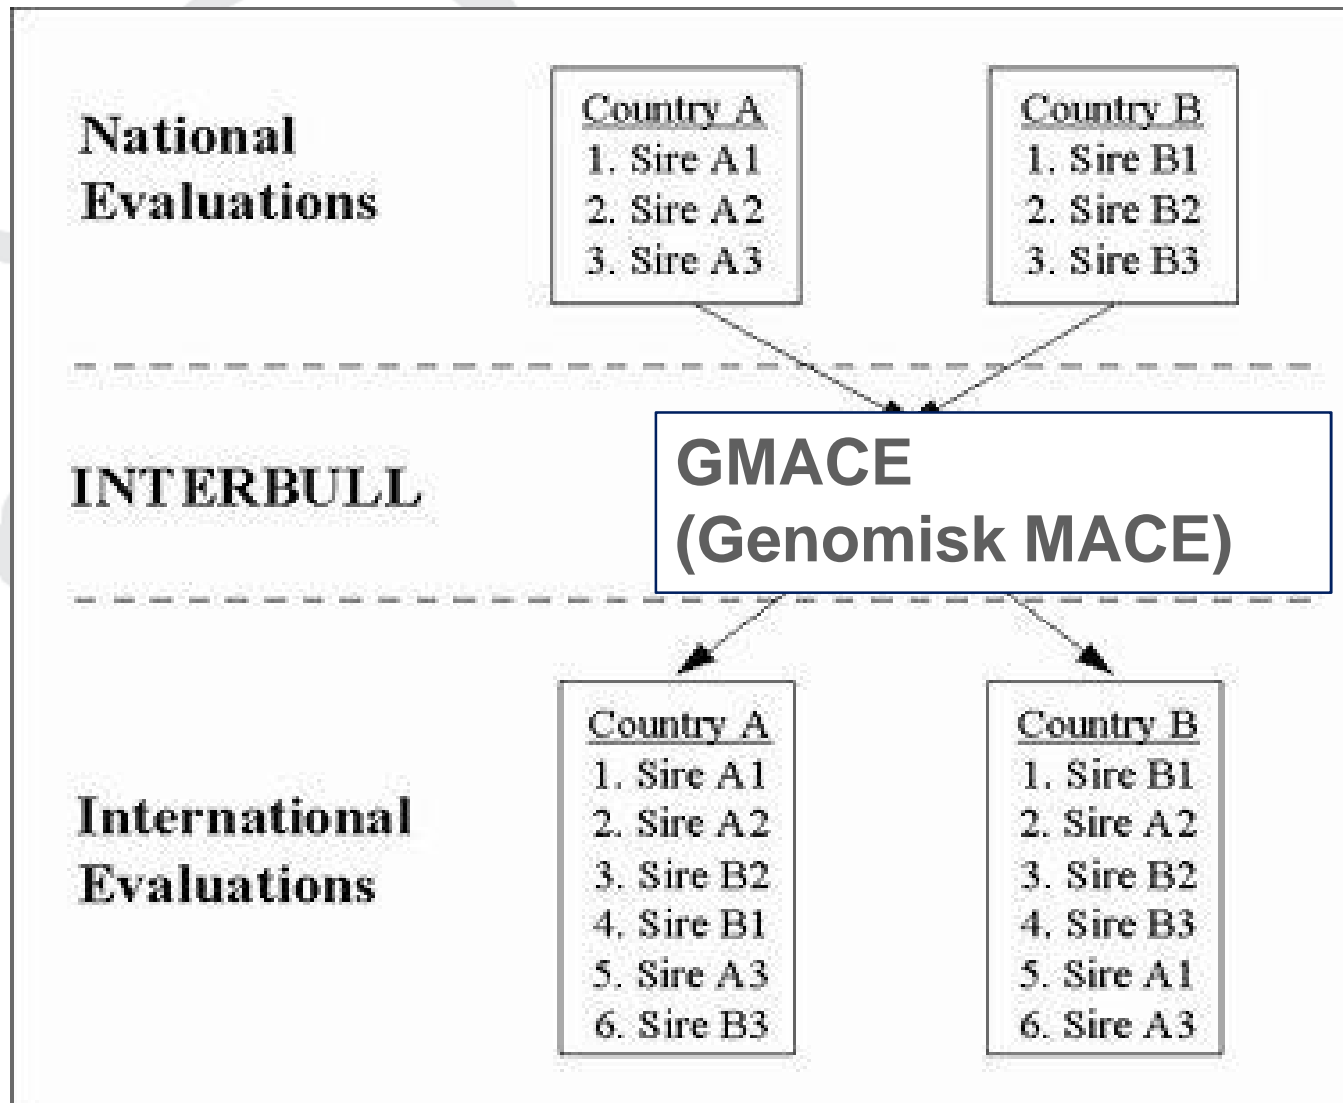 National
Evaluations
Country A
1. Sire A1
2. Sire A2
3. Sire A3
Country B
1. Sire B1
2. Sire B2
3. Sire B3
INTERBULL
GMACE
(Genomisk MACE)
International
Evaluations
Country A
1. Sire A1
2. Sire A2
3. Sire B2
4. Sire B1
5. Sire A3
6. Sire B3
Country B
1. Sire B1
2. Sire A2
3. Sire B2
4. Sire B3
5. Sire A1
6. Sire A3